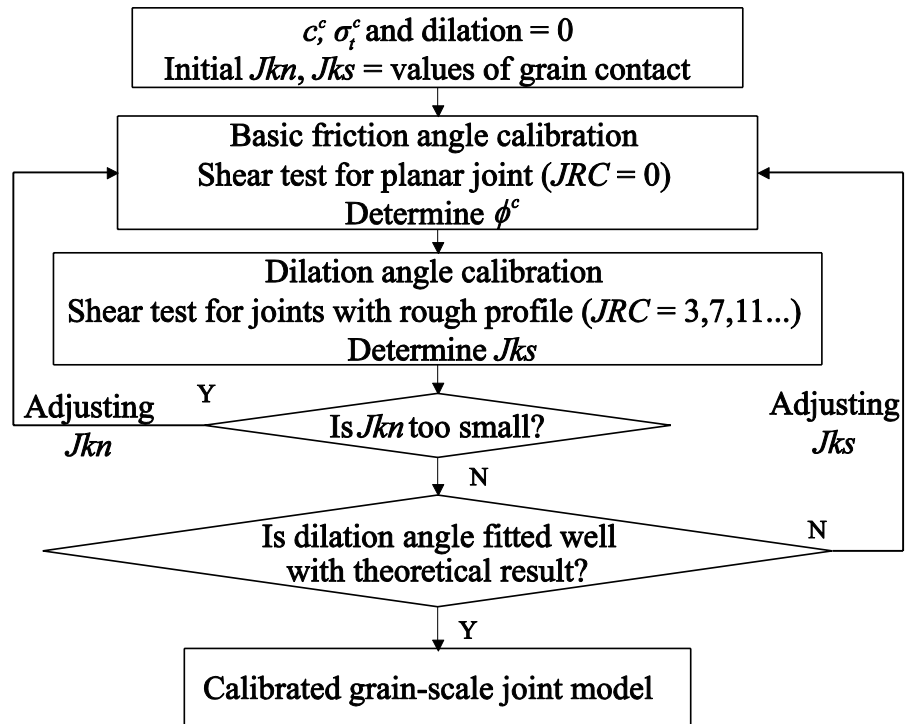 cᶜ, σₜᶜ and dilation = 0
Initial Jkn, Jks = values of grain contact
Basic friction angle calibration
Shear test for planar joint (JRC = 0)
Determine ϕᶜ
Dilation angle calibration
Shear test for joints with rough profile (JRC = 3,7,11...)
Determine Jks
Y
Adjusting
Jkn
Is Jkn too small?
Adjusting
Jks
N
Is dilation angle fitted well
with theoretical result?
N
Y
Calibrated grain-scale joint model